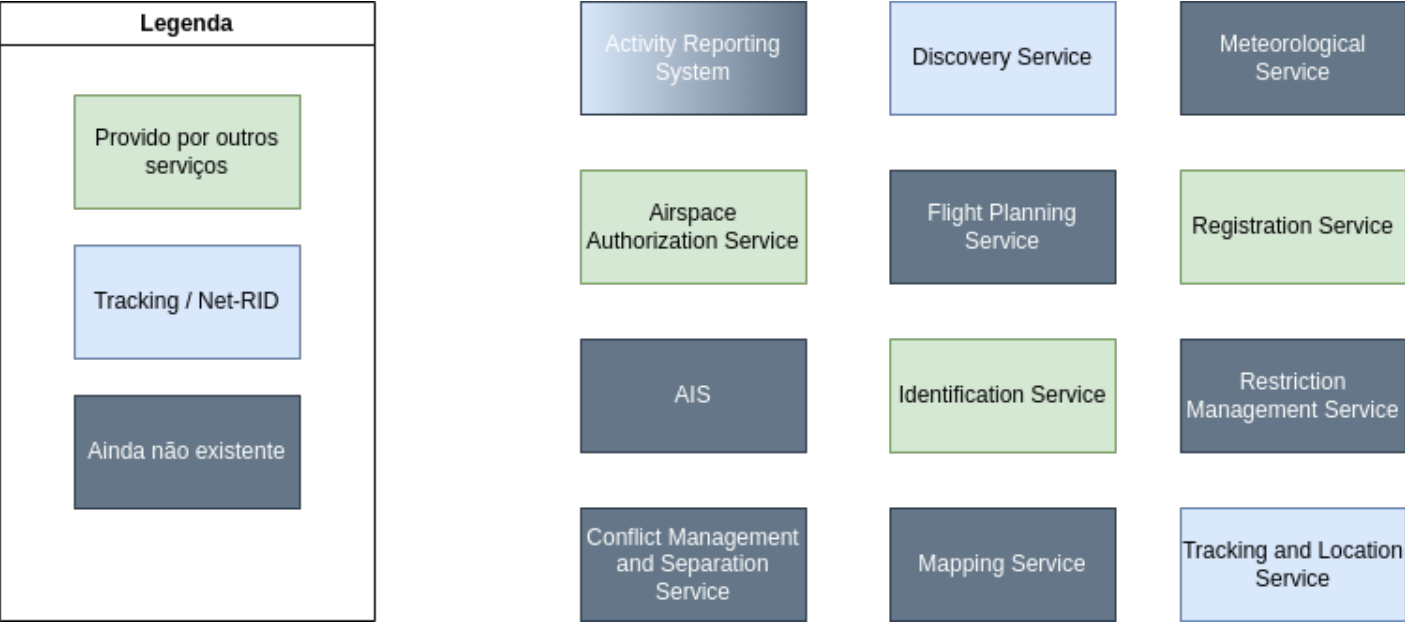 Legenda
Provido por outros
serviços
Tracking / Net-RID
Ainda não existente
Activity Reporting
System
Discovery Service
Meteorological
Service
Airspace
Authorization Service
Flight Planning
Service
Registration Service
AIS
Identification Service
Restriction
Management Service
Conflict Management
and Separation
Service
Mapping Service
Tracking and Location
Service